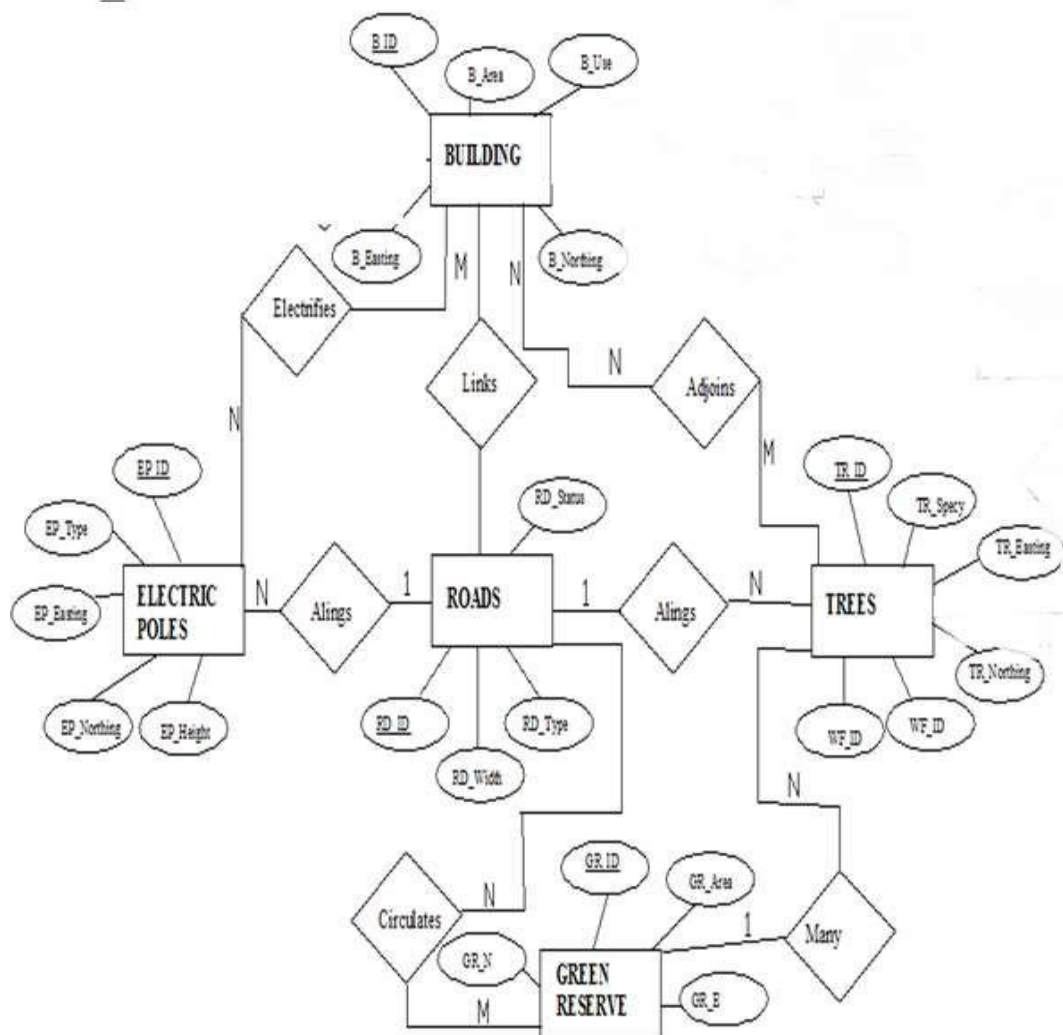 B_ID
B_Area
B_Use
BUILDING
B_Easting
B_Northing
M
N
Electrifies
Links
N
Adjoins
N
M
EP_ID
EP_Type
EP_Easting
EP_Northing
EP_Height
ELECTRIC
POLES
N
Alings
1
RD_Status
ROADS
RD_ID
RD_Width
RD_Type
1
Alings
N
TR_ID
TR_Specy
TR_Easting
TREES
TR_Northing
WF_ID
WF_ID
N
Circulates
N
GR_ID
GR_Area
GR_N
GREEN
RESERVE
GR_E
1
Many
M